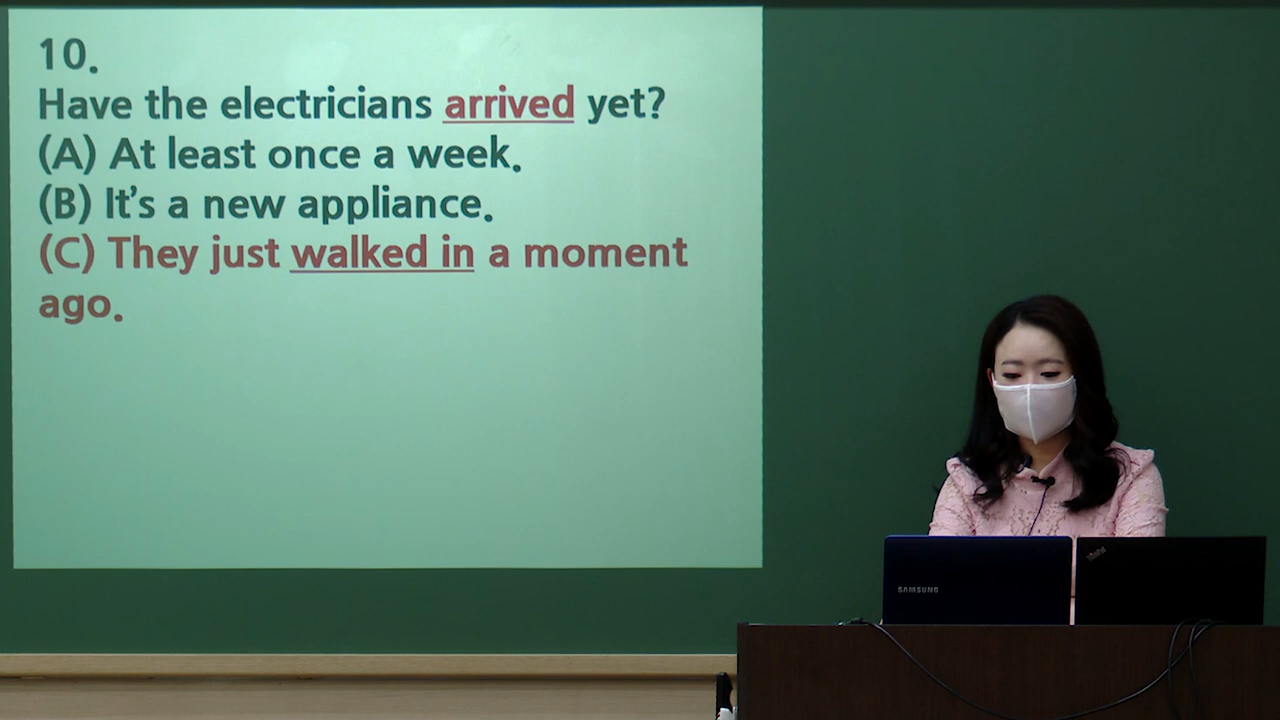 10.
Have the electricians arrived yet?
(A) At least once a week.
(B) It's a new appliance.
(C) They just walked in a moment
ago.
SAMSUNG
ThinkPad